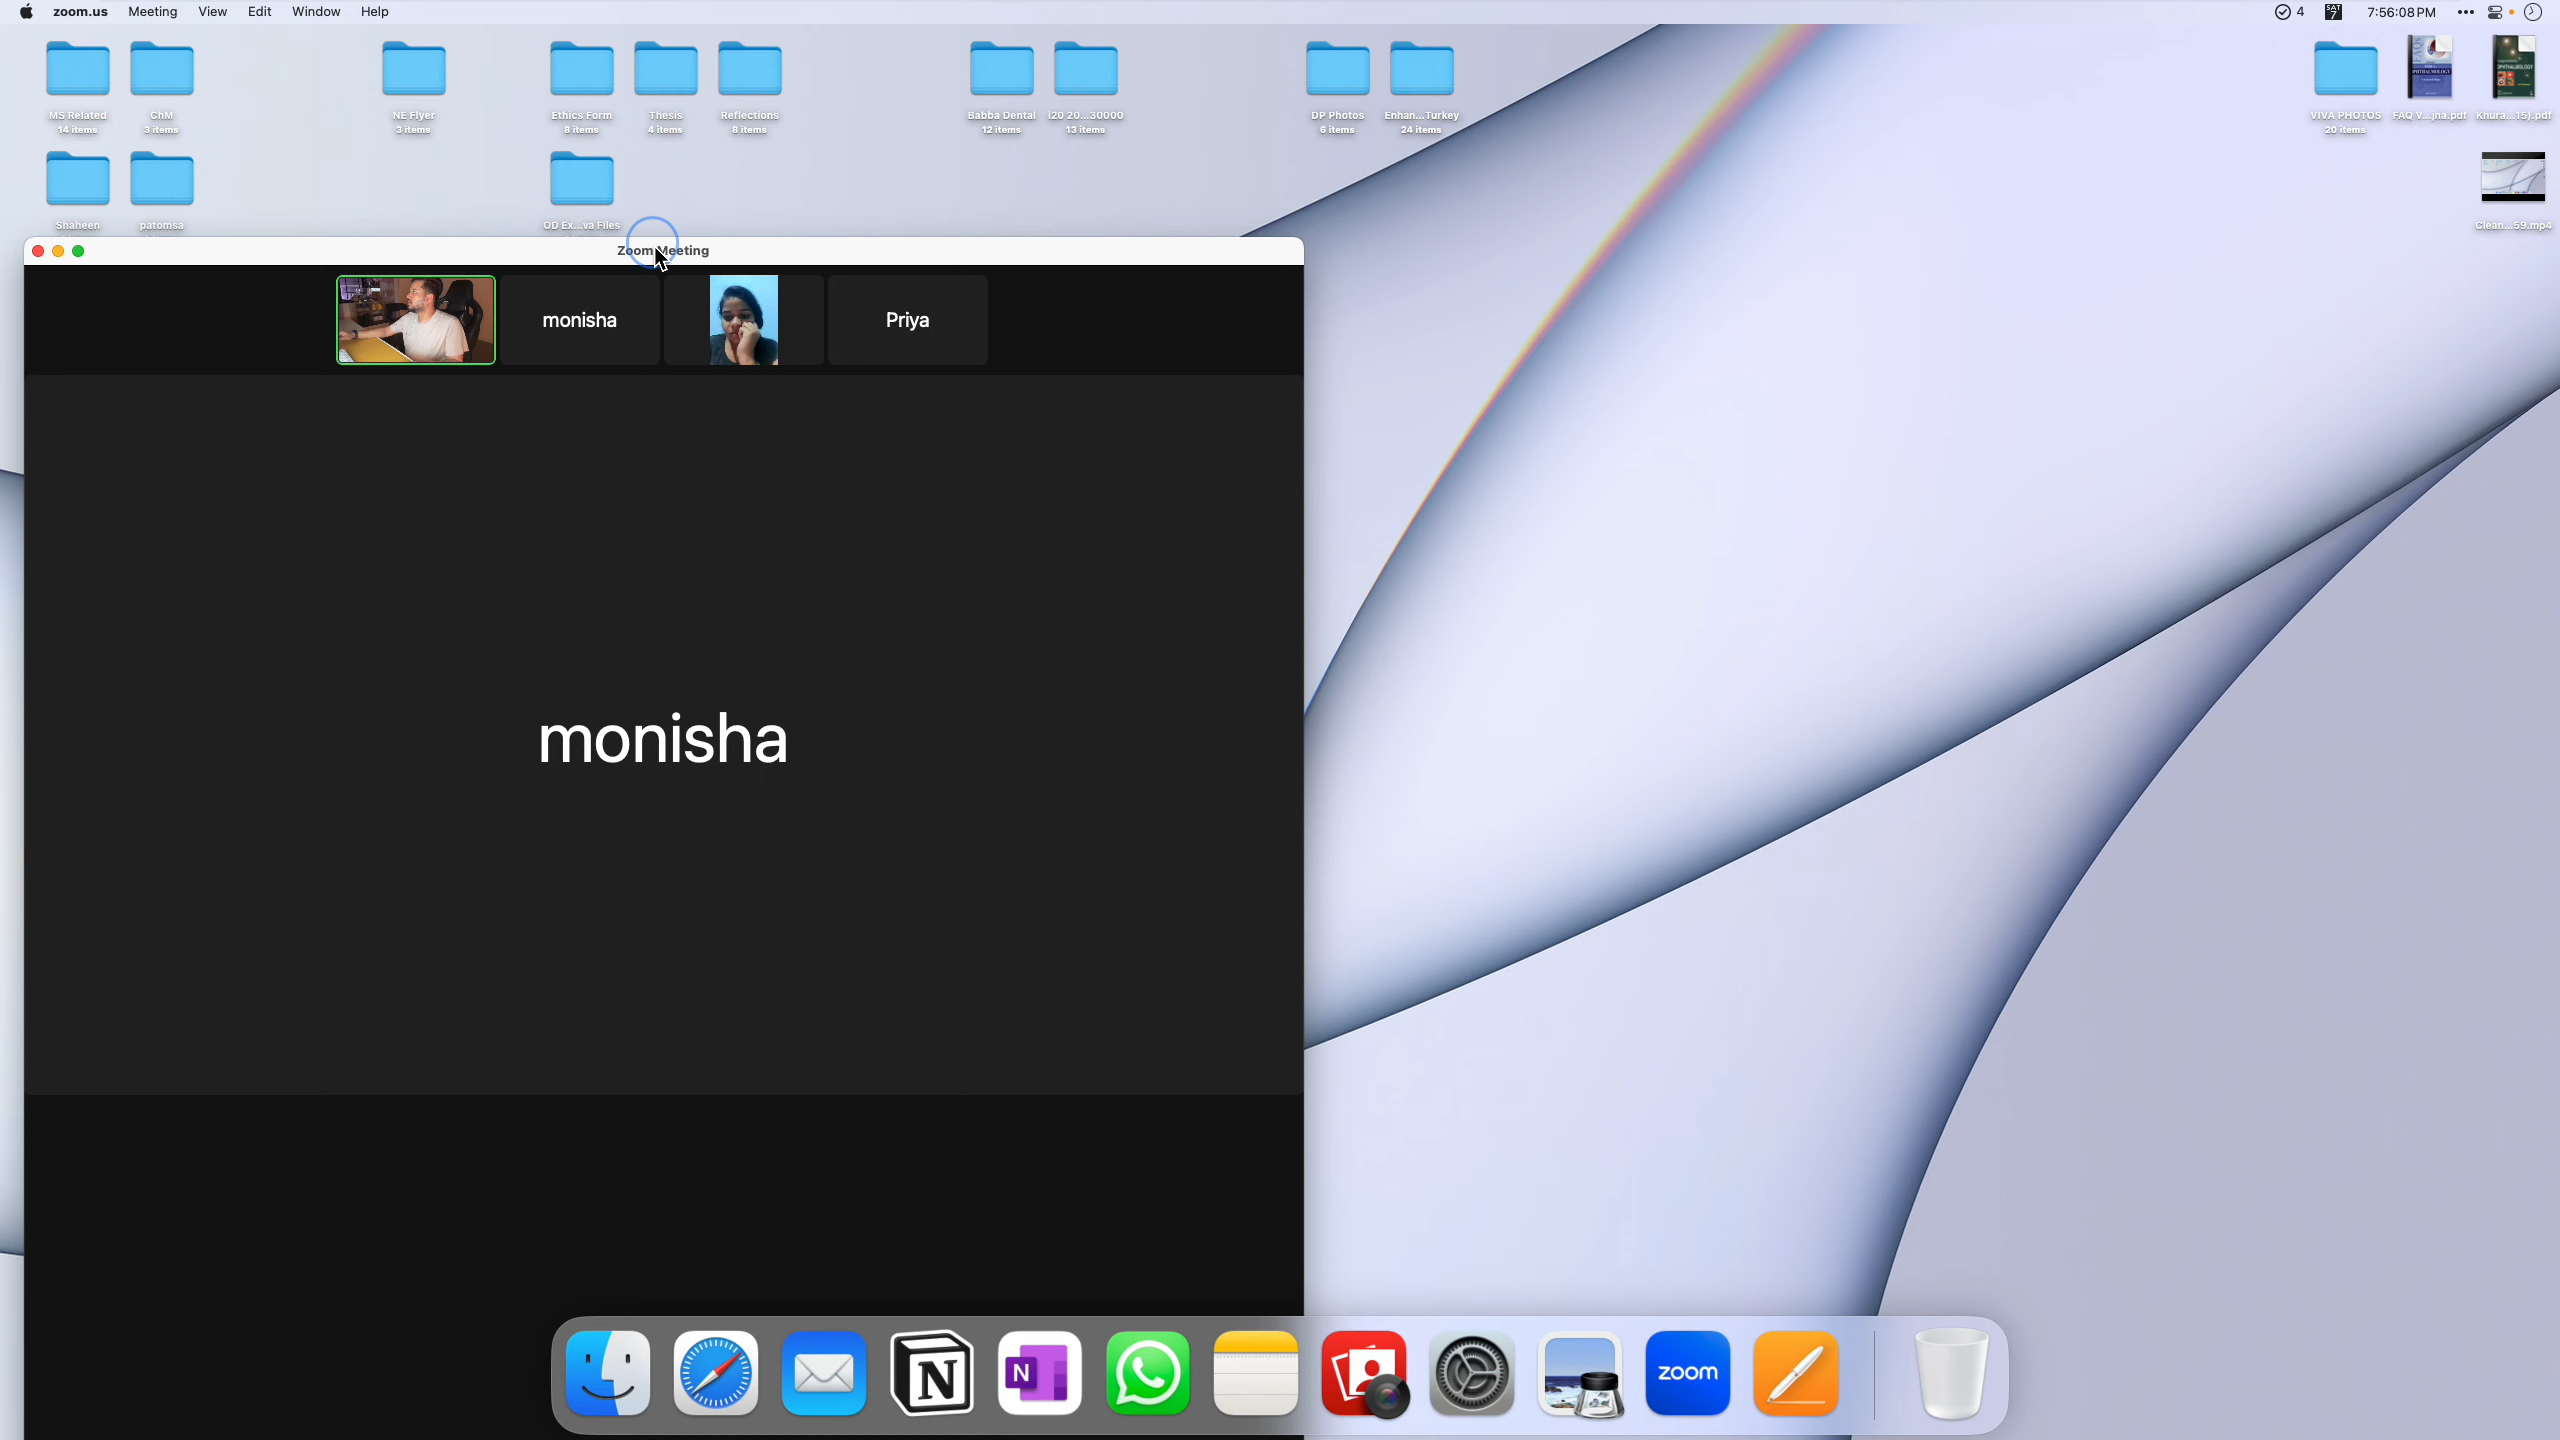 zoom.us Meeting View Edit Window Help
4 SAT 7 7:56:08 PM
MS Related
14 items
ChM
3 items
NE Flyer
3 items
Ethics Form
8 items
Thesis
4 items
Reflections
8 items
Babba Dental
12 items
i20 20...30000
13 items
DP Photos
6 items
Enhan...Turkey
24 items
VIVA PHOTOS
20 items
FAQ V...jna.pdf
Khura...15).pdf
Shaheen
patomsa
OD Ex...va Files
Clean...59.mp4
Zoom Meeting
monisha
Priya
monisha
N
N
zoom